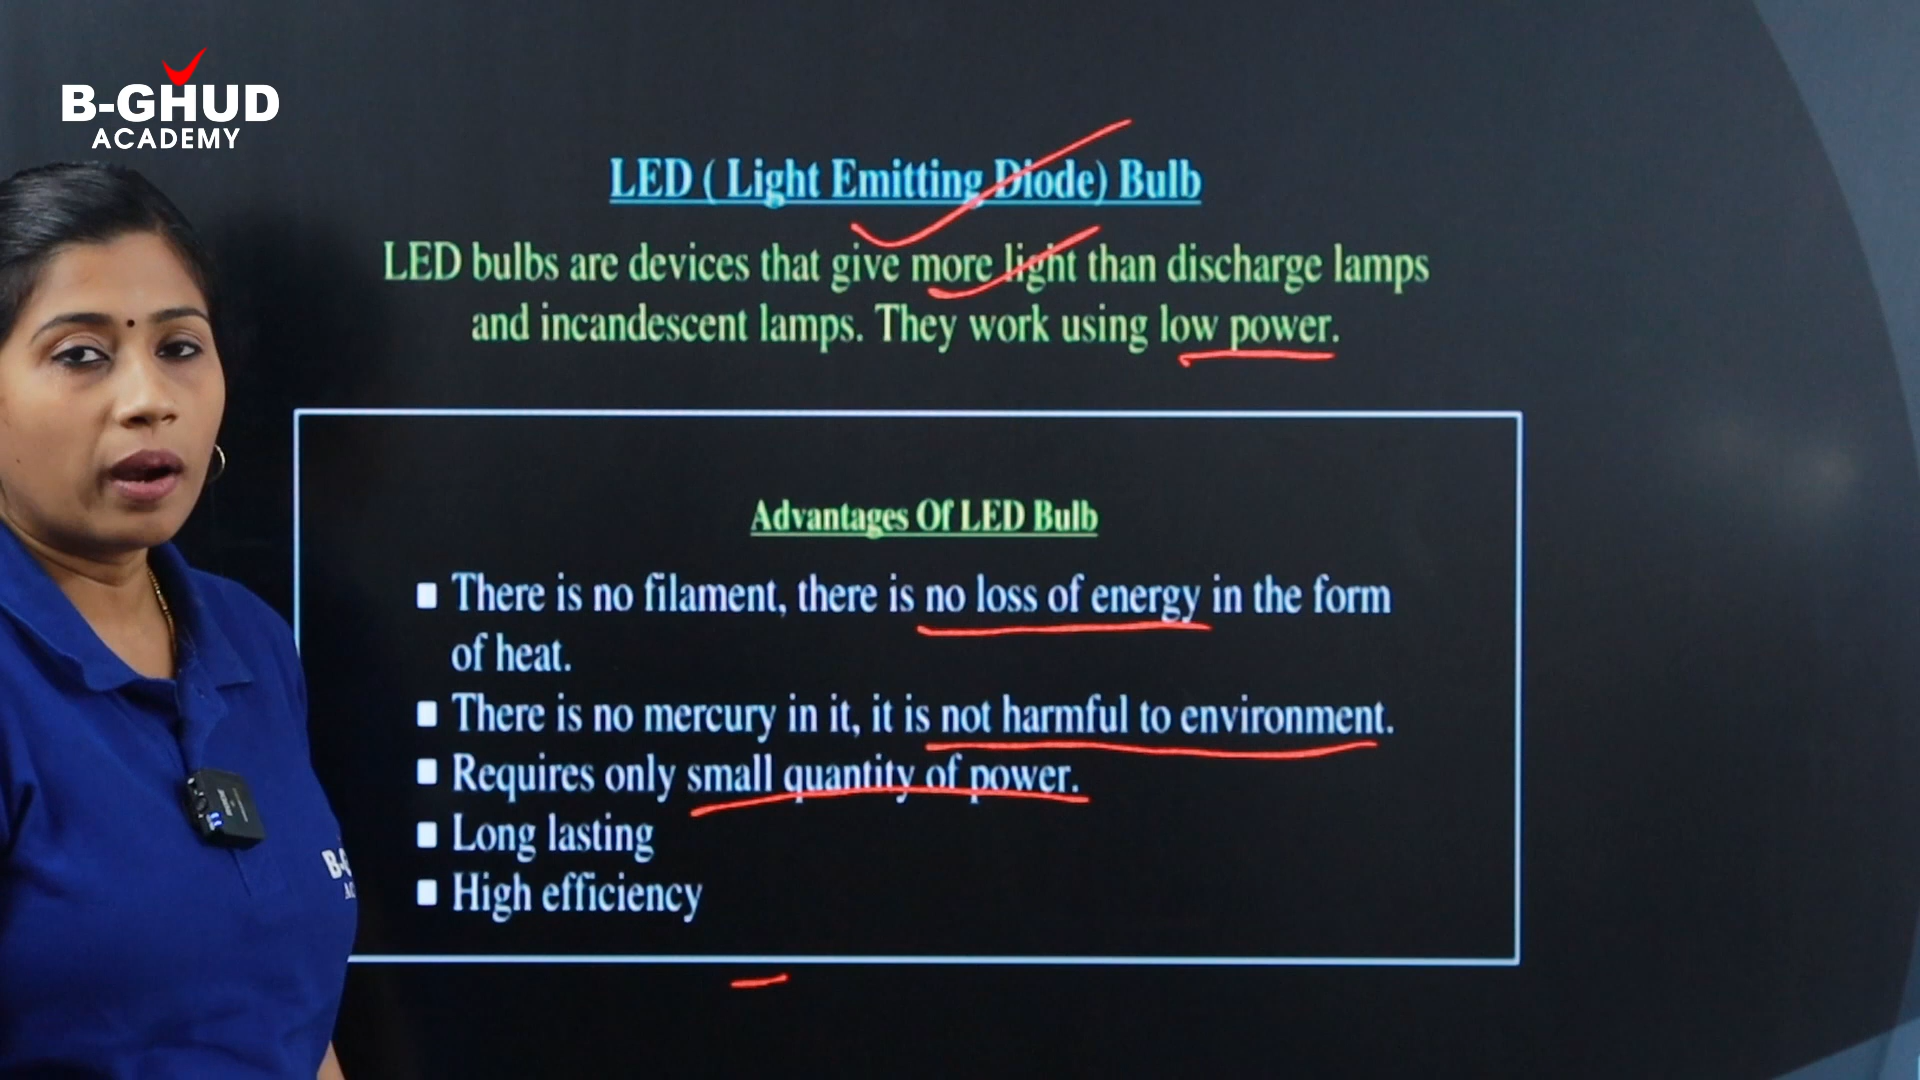 B-GHUD
ACADEMY
LED ( Light Emitting Diode) Bulb
LED bulbs are devices that give more light than discharge lamps
and incandescent lamps. They work using low power.
Advantages Of LED Bulb
There is no filament, there is no loss of energy in the form
of heat.
There is no mercury in it, it is not harmful to environment.
Requires only small quantity of power.
Long lasting
High efficiency